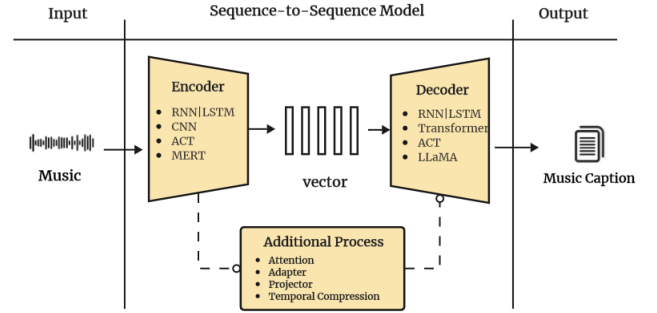 Input
Sequence-to-Sequence Model
Output
Music
Encoder
• RNN|LSTM
• CNN
• ACT
• MERT
vector
Decoder
• RNN|LSTM
• Transformer
• ACT
• LLaMA
Music Caption
Additional Process
• Attention
• Adapter
• Projector
• Temporal Compression